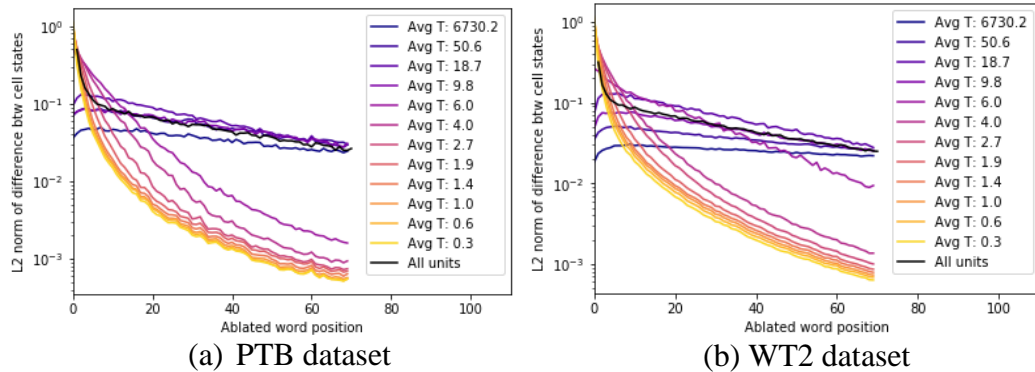 L2 norm of difference btw cell states
10⁰
10⁻¹
10⁻²
10⁻³
0 20 40 60 80 100
Ablated word position
Avg T: 6730.2
Avg T: 50.6
Avg T: 18.7
Avg T: 9.8
Avg T: 6.0
Avg T: 4.0
Avg T: 2.7
Avg T: 1.9
Avg T: 1.4
Avg T: 1.0
Avg T: 0.6
Avg T: 0.3
All units
(a) PTB dataset
L2 norm of difference btw cell states
10⁰
10⁻¹
10⁻²
10⁻³
0 20 40 60 80 100
Ablated word position
Avg T: 6730.2
Avg T: 50.6
Avg T: 18.7
Avg T: 9.8
Avg T: 6.0
Avg T: 4.0
Avg T: 2.7
Avg T: 1.9
Avg T: 1.4
Avg T: 1.0
Avg T: 0.6
Avg T: 0.3
All units
(b) WT2 dataset